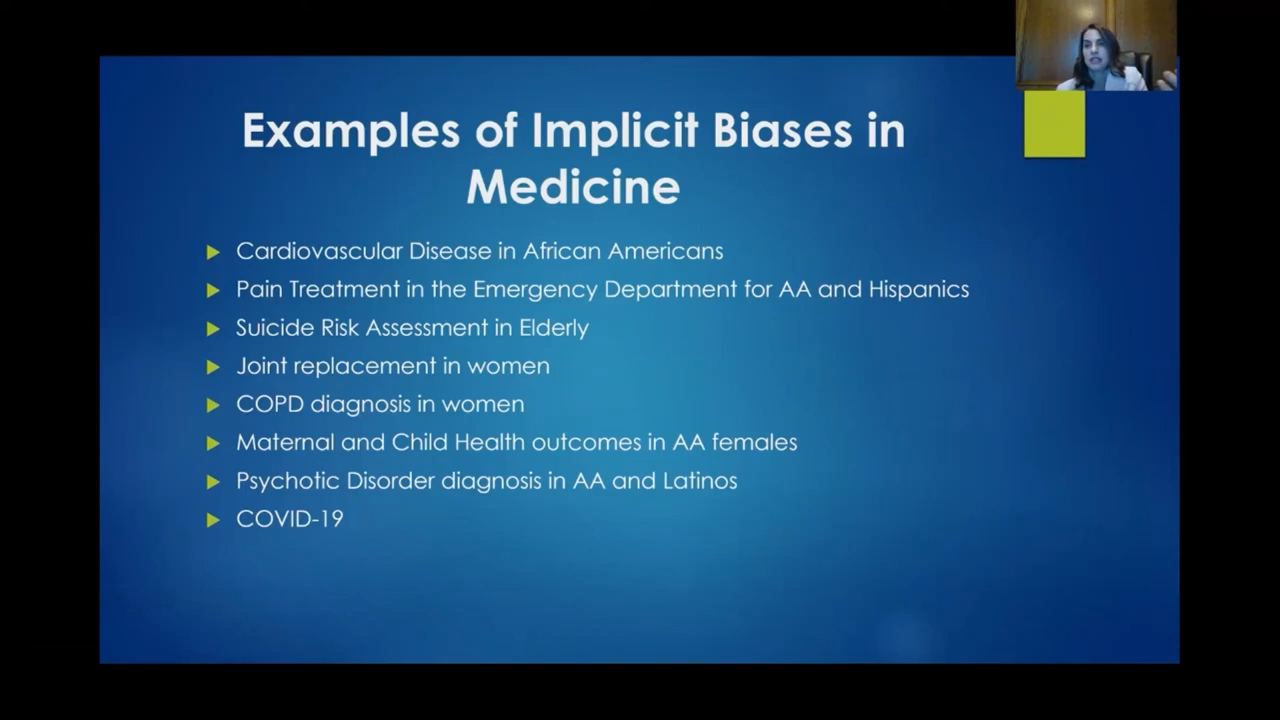 Examples of Implicit Biases in
Medicine
Cardiovascular Disease in African Americans
Pain Treatment in the Emergency Department for AA and Hispanics
Suicide Risk Assessment in Elderly
Joint replacement in women
COPD diagnosis in women
Maternal and Child Health outcomes in AA females
Psychotic Disorder diagnosis in AA and Latinos
COVID-19